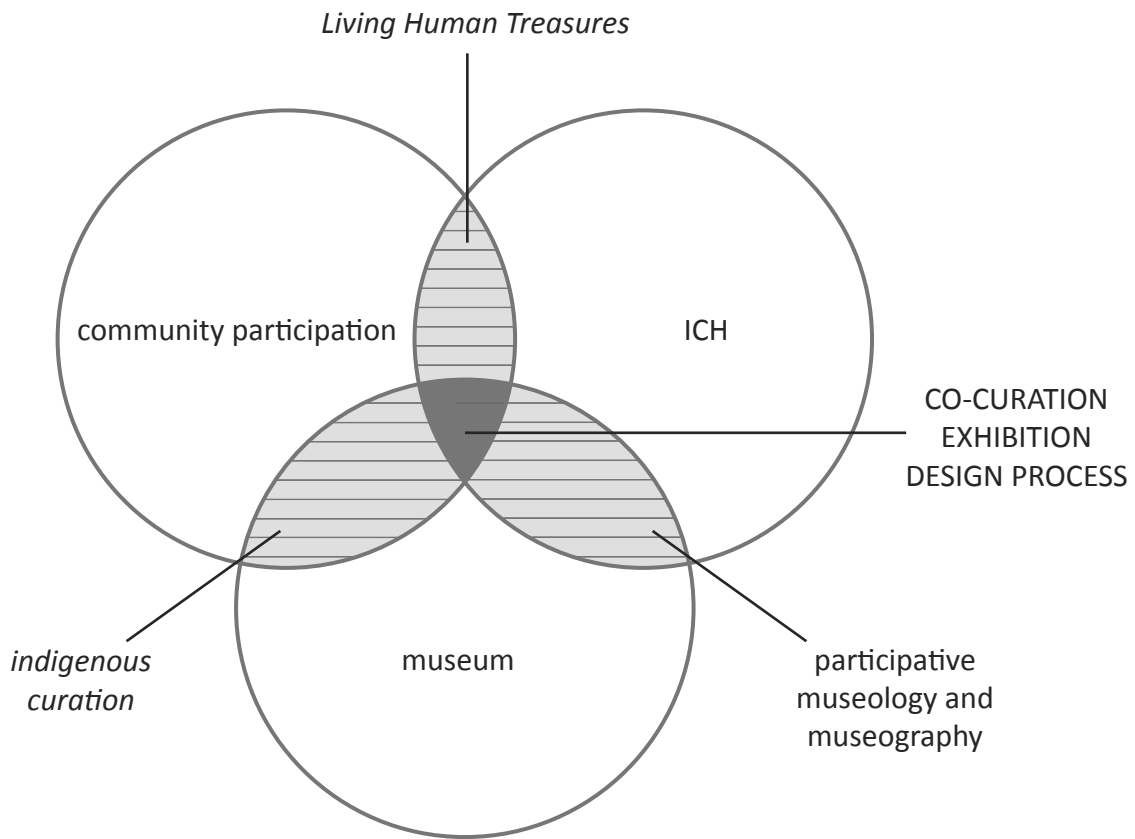 Living Human Treasures
community participation
ICH
CO-CURATION
EXHIBITION
DESIGN PROCESS
indigenous
curation
museum
participative
museology and
museography